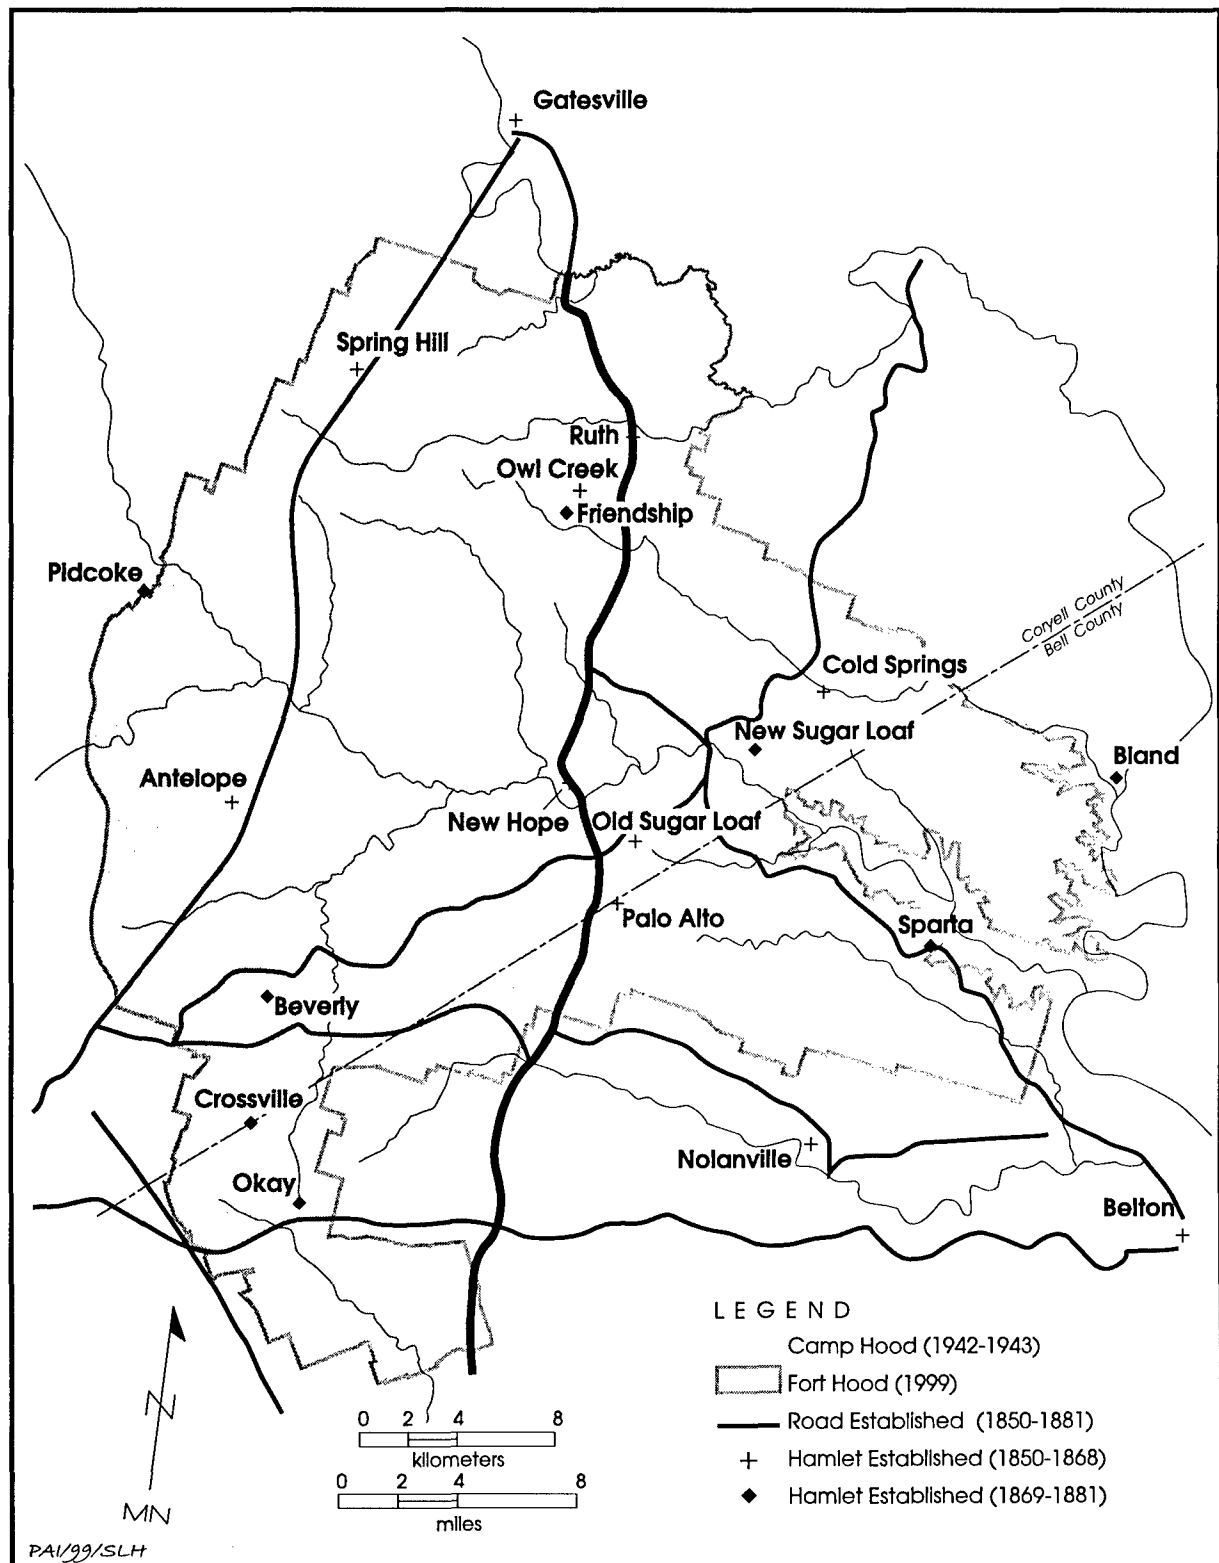 Gatesville
Spring Hill
Ruth
Owl Creek
Friendship
Pidcoke
Coryell County
Bell County
Cold Springs
New Sugar Loaf
Bland
Antelope
New Hope
Old Sugar Loaf
Palo Alto
Sparta
Beverly
Crossville
Nolanville
Okay
Belton
LEGEND
Camp Hood (1942-1943)
Fort Hood (1999)
Road Established (1850-1881)
Hamlet Established (1850-1868)
Hamlet Established (1869-1881)
N
MN
0 2 4 8
kilometers
0 2 4 8
miles
PAI/99/SLH